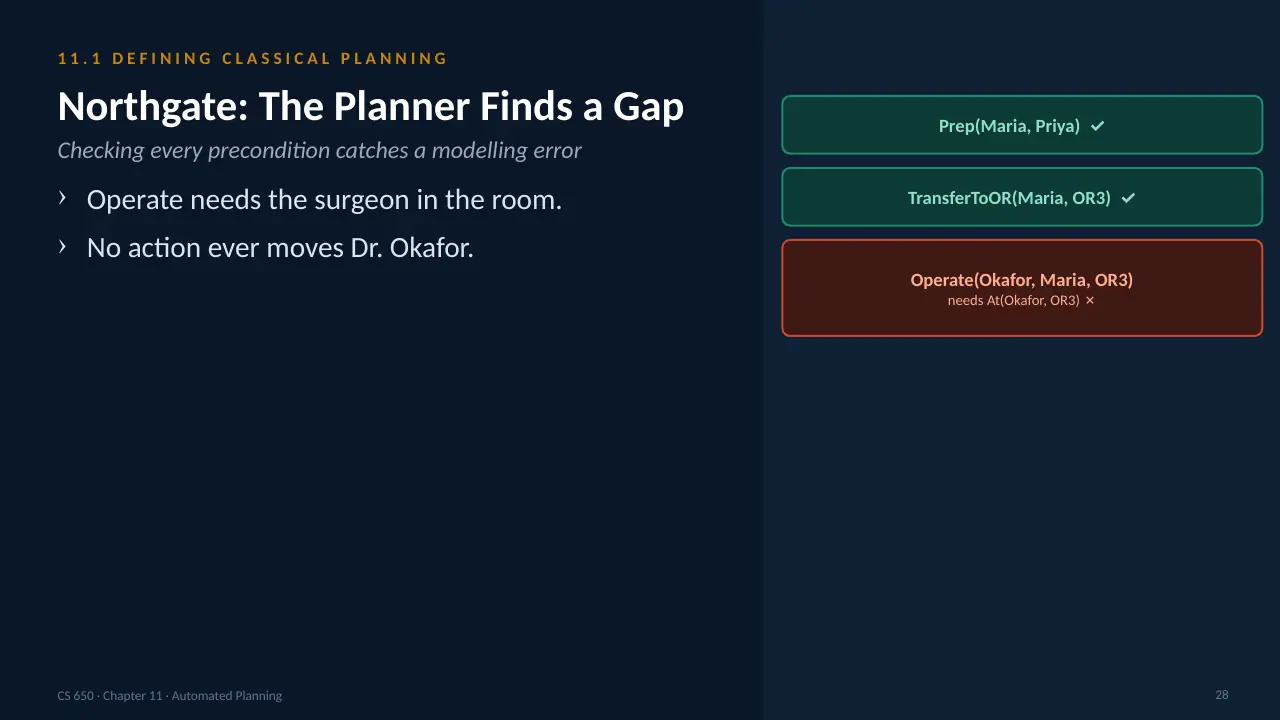 11.1 DEFINING CLASSICAL PLANNING
Northgate: The Planner Finds a Gap
Checking every precondition catches a modelling error
› Operate needs the surgeon in the room.
› No action ever moves Dr. Okafor.
Prep(Maria, Priya) ✓
TransferToOR(Maria, OR3) ✓
Operate(Okafor, Maria, OR3)
needs At(Okafor, OR3) ×
CS 650 · Chapter 11 · Automated Planning
28